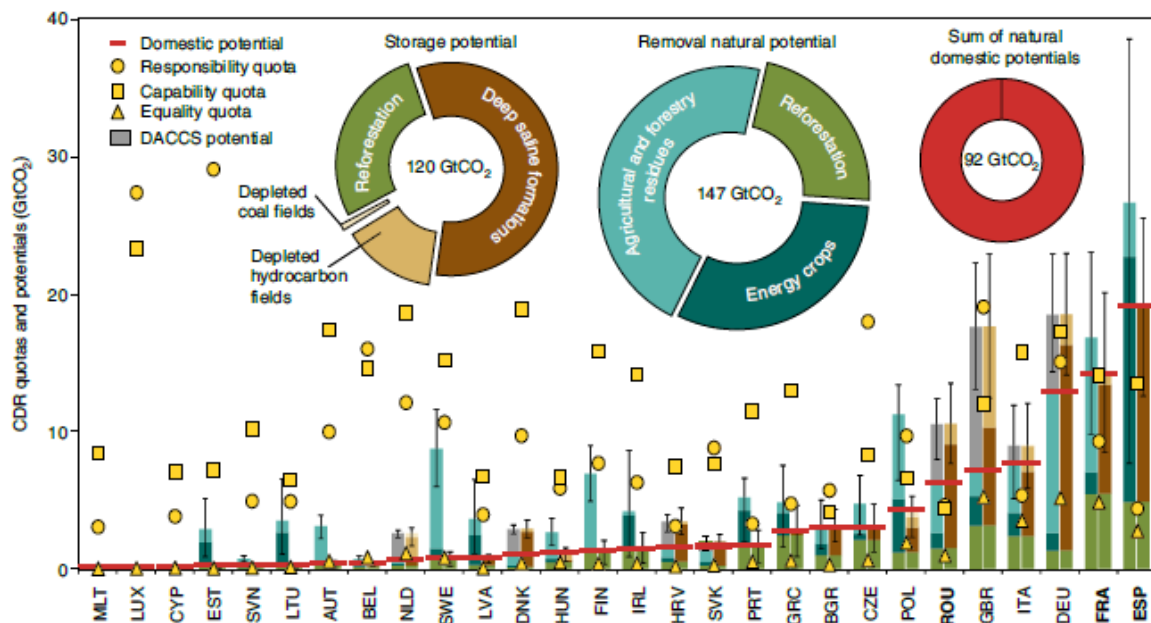 40
30
20
10
0
CDR quotas and potentials (GtCO2)
Domestic potential
Responsibility quota
Capability quota
Equality quota
DACCS potential
Storage potential
Reforestation
Deep saline formations
120 GtCO2
Depleted
coal fields
Depleted
hydrocarbon
fields
Removal natural potential
Agricultural and forestry
residues
Reforestation
147 GtCO2
Energy crops
Sum of natural
domestic potentials
92 GtCO2
MLT
LUX
CYP
EST
SVN
LTU
AUT
BEL
NLD
SWE
LVA
DNK
HUN
FIN
IRL
HRV
SVK
PRT
GRC
BGR
CZE
POL
ROU
GBR
ITA
DEU
FRA
ESP